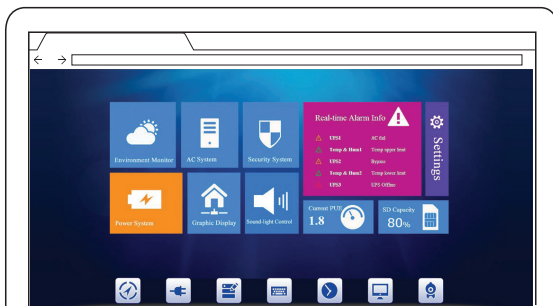 Environment Monitor
AC System
Security System
Real-time Alarm Info
UPS1 AC fail
Temp & Hum1 Temp upper limit
UPS2 Bypass
Temp & Hum2 Temp lower limit
UPS3 UPS Offline
Settings
Power System
Graphic Display
Sound-light Control
Current PUE
1.8
SD Capacity
80%